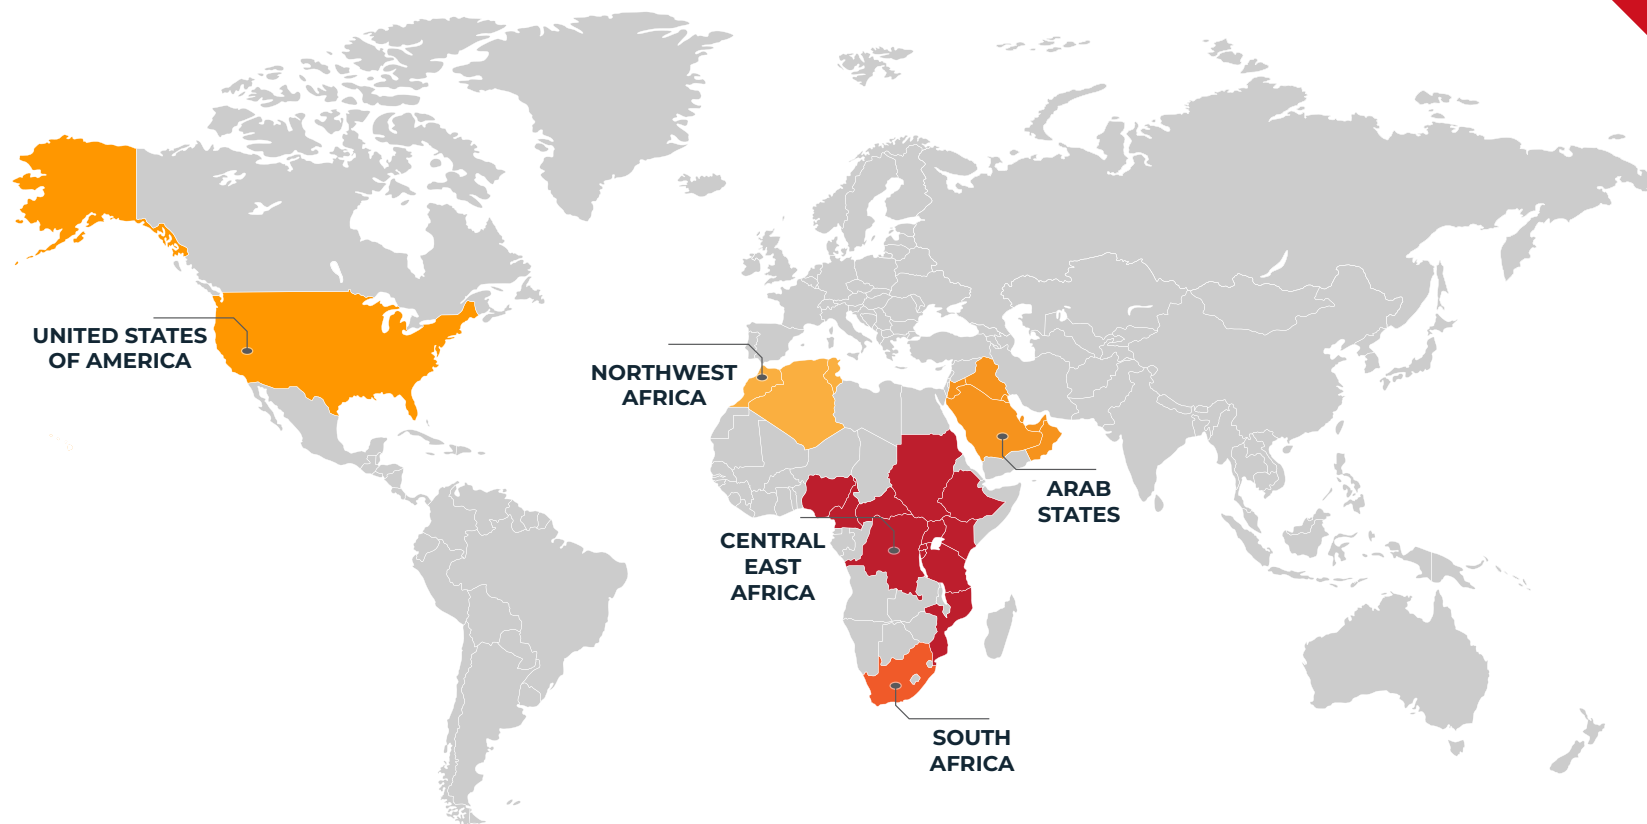 UNITED STATES
OF AMERICA
NORTHWEST
AFRICA
ARAB
STATES
CENTRAL
EAST
AFRICA
SOUTH
AFRICA